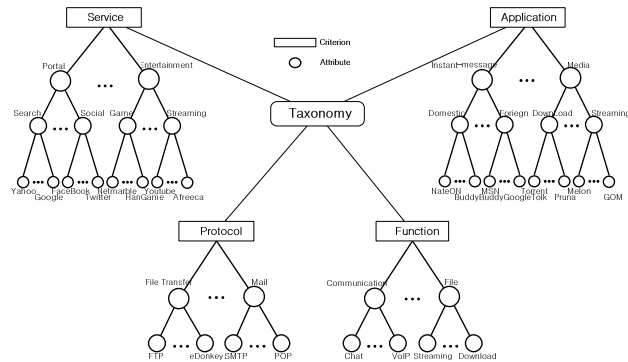 Service
Application
Criterion
Attribute
Taxonomy
Portal
Entertainment
Search
Social
Game
Streaming
Yahoo
Google
FaceBook
Twitter
Netmarble
HanGame
Youtube
Afreeca
Instant-message
Media
Domestic
Foriegn
DownLoad
Streaming
NateON
BuddyBuddy
MSN
GoogleTolk
Torrent
Pruna
Melon
GOM
Protocol
Function
File Transfer
Mail
FTP
eDonkey
SMTP
POP
Communication
File
Chat
VoIP
Streaming
Download